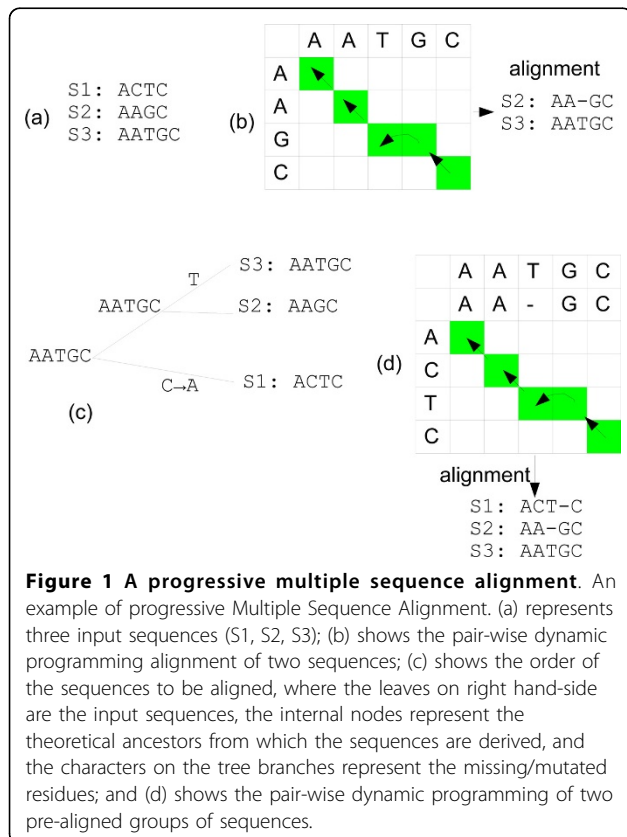 (a)
S1: ACTC
S2: AAGC
S3: AATGC
(b)
A A T G C
A
A
G
C
alignment
S2: AA-GC
S3: AATGC
(c)
AATGC
AATGC
T
S3: AATGC
S2: AAGC
C→A
S1: ACTC
(d)
A A T G C
A A - G C
A
C
T
C
alignment
S1: ACT-C
S2: AA-GC
S3: AATGC
Figure 1 A progressive multiple sequence alignment. An
example of progressive Multiple Sequence Alignment. (a) represents
three input sequences (S1, S2, S3); (b) shows the pair-wise dynamic
programming alignment of two sequences; (c) shows the order of
the sequences to be aligned, where the leaves on right hand-side
are the input sequences, the internal nodes represent the
theoretical ancestors from which the sequences are derived, and
the characters on the tree branches represent the missing/mutated
residues; and (d) shows the pair-wise dynamic programming of two
pre-aligned groups of sequences.